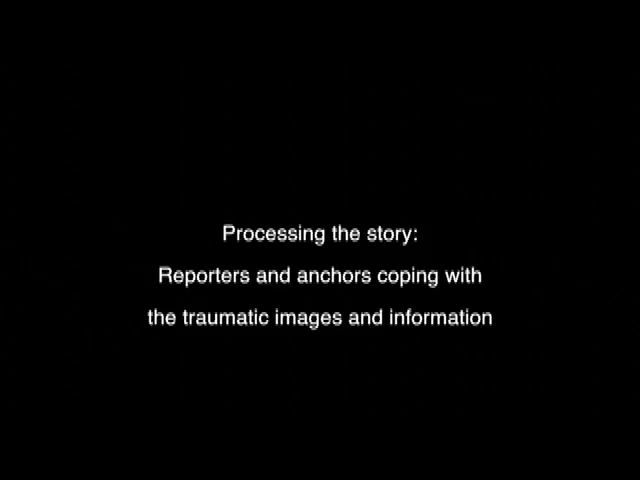 Processing the story:
Reporters and anchors coping with
the traumatic images and information